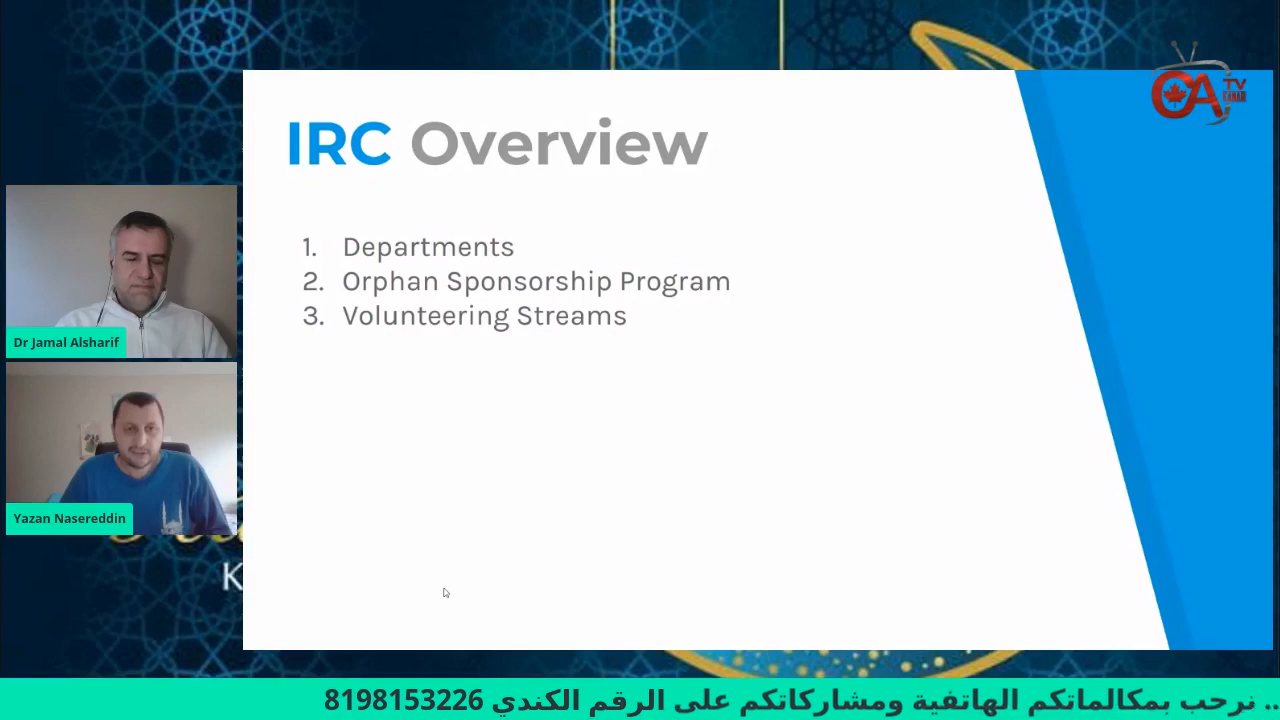 IRC Overview
1. Departments
2. Orphan Sponsorship Program
3. Volunteering Streams
Dr Jamal Alsharif
Yazan Nasereddin
K
.. نرحب بمكالماتكم الهاتفية ومشاركاتكم على الرقم الكندي 8198153226